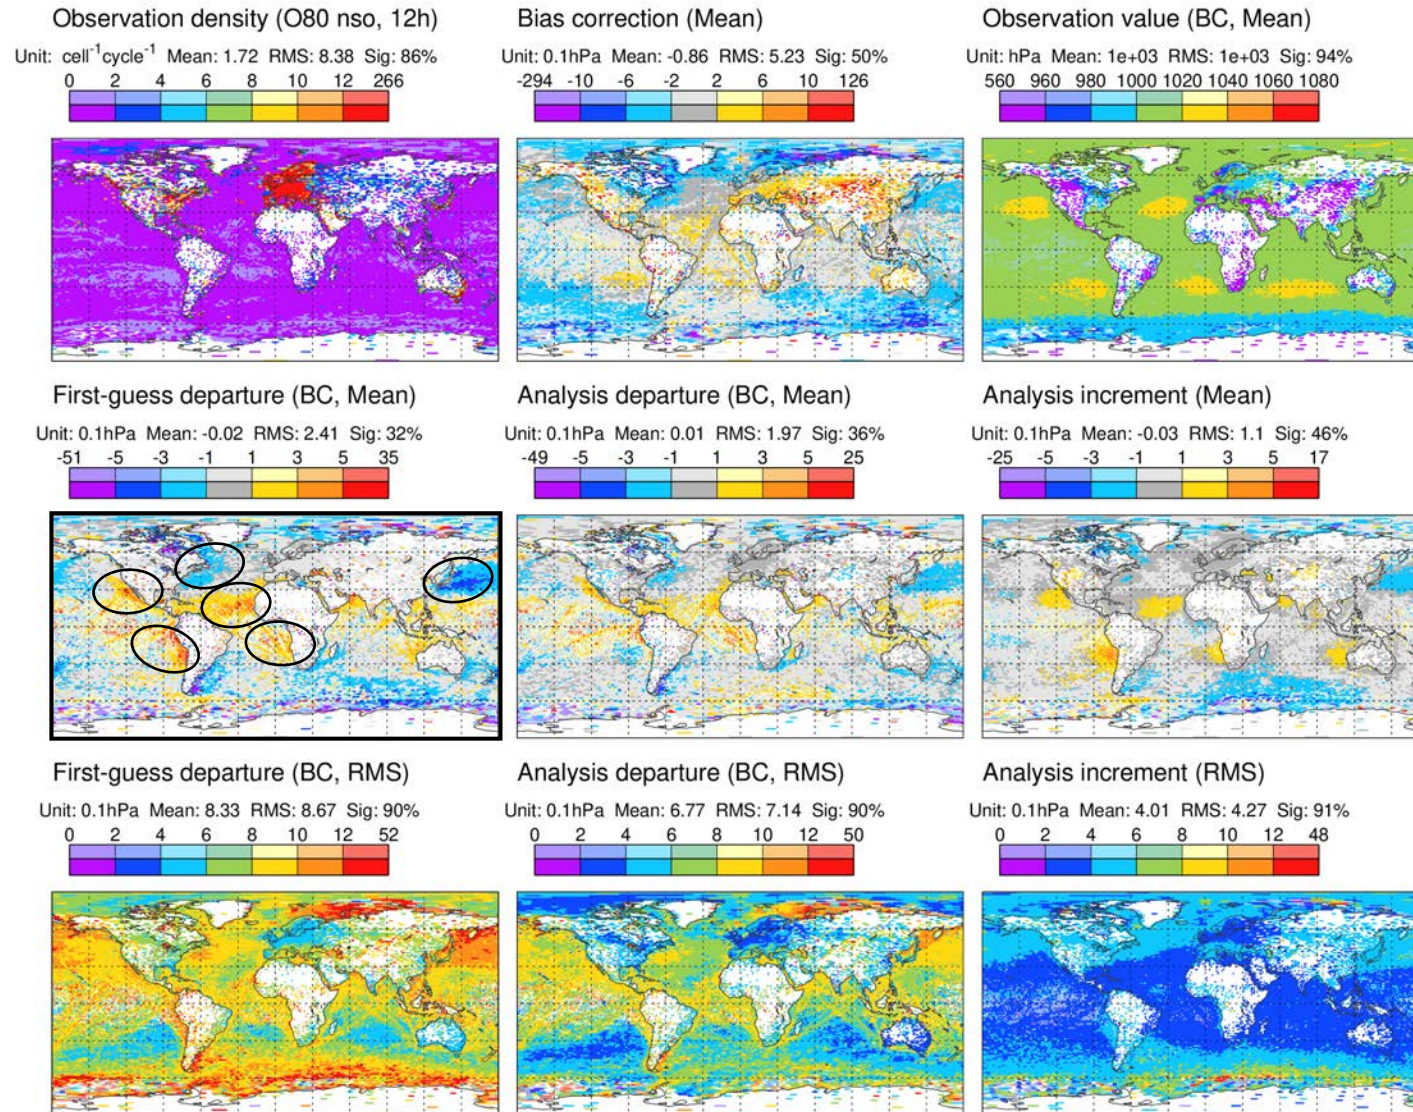 Observation density (O80 nso, 12h)
Unit: cell⁻¹cycle⁻¹ Mean: 1.72 RMS: 8.38 Sig: 86%
0 2 4 6 8 10 12 266
Bias correction (Mean)
Unit: 0.1hPa Mean: -0.86 RMS: 5.23 Sig: 50%
-294 -10 -6 -2 2 6 10 126
Observation value (BC, Mean)
Unit: hPa Mean: 1e+03 RMS: 1e+03 Sig: 94%
560 960 980 1000 1020 1040 1060 1080
First-guess departure (BC, Mean)
Unit: 0.1hPa Mean: -0.02 RMS: 2.41 Sig: 32%
-51 -5 -3 -1 1 3 5 35
Analysis departure (BC, Mean)
Unit: 0.1hPa Mean: 0.01 RMS: 1.97 Sig: 36%
-49 -5 -3 -1 1 3 5 25
Analysis increment (Mean)
Unit: 0.1hPa Mean: -0.03 RMS: 1.1 Sig: 46%
-25 -5 -3 -1 1 3 5 17
First-guess departure (BC, RMS)
Unit: 0.1hPa Mean: 8.33 RMS: 8.67 Sig: 90%
0 2 4 6 8 10 12 52
Analysis departure (BC, RMS)
Unit: 0.1hPa Mean: 6.77 RMS: 7.14 Sig: 90%
0 2 4 6 8 10 12 50
Analysis increment (RMS)
Unit: 0.1hPa Mean: 4.01 RMS: 4.27 Sig: 91%
0 2 4 6 8 10 12 48